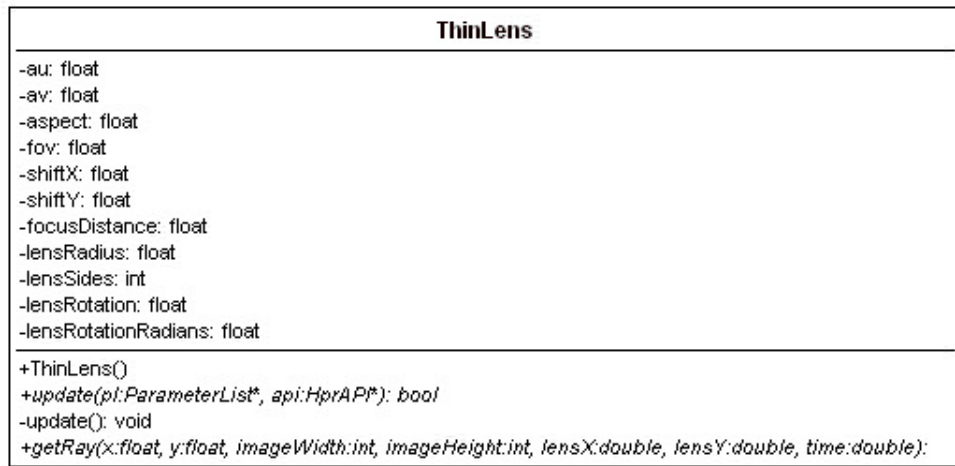 ThinLens
-au: float
-av: float
-aspect: float
-fov: float
-shiftX: float
-shiftY: float
-focusDistance: float
-lensRadius: float
-lensSides: int
-lensRotation: float
-lensRotationRadians: float
+ThinLens()
+update(pl:ParameterList*, api:HprAPI*): bool
-update(): void
+getRay(x:float, y:float, imageWidth:int, imageHeight:int, lensX:double, lensY:double, time:double):